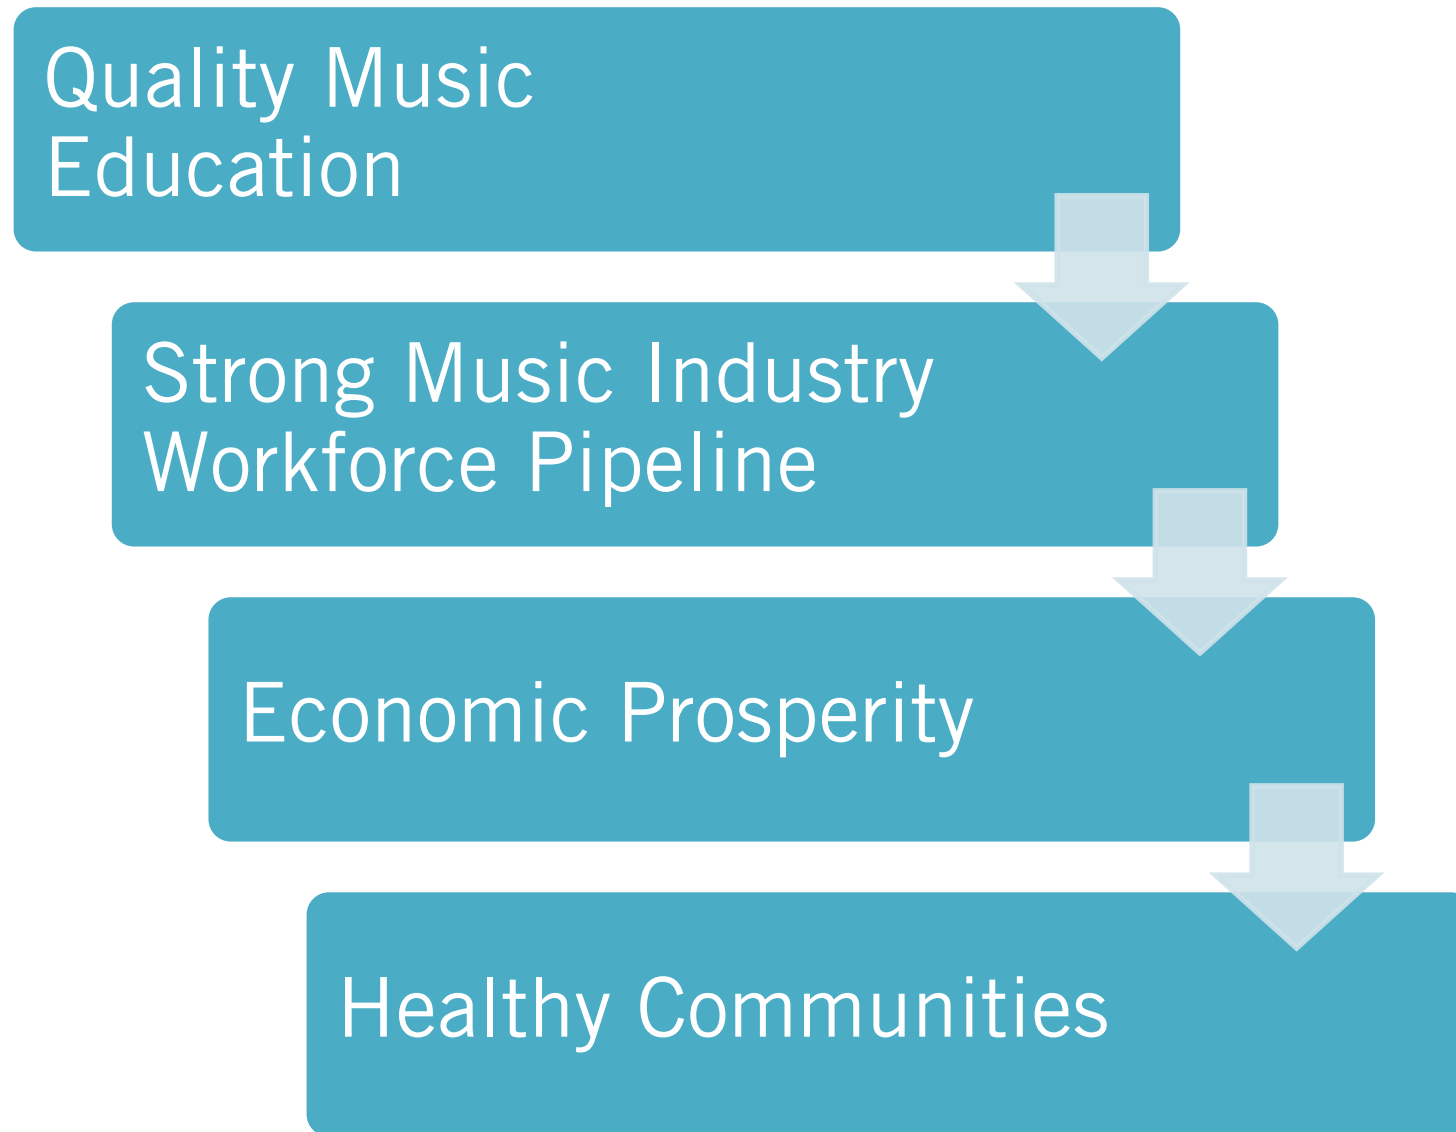 Quality Music
Education
Strong Music Industry
Workforce Pipeline
Economic Prosperity
Healthy Communities